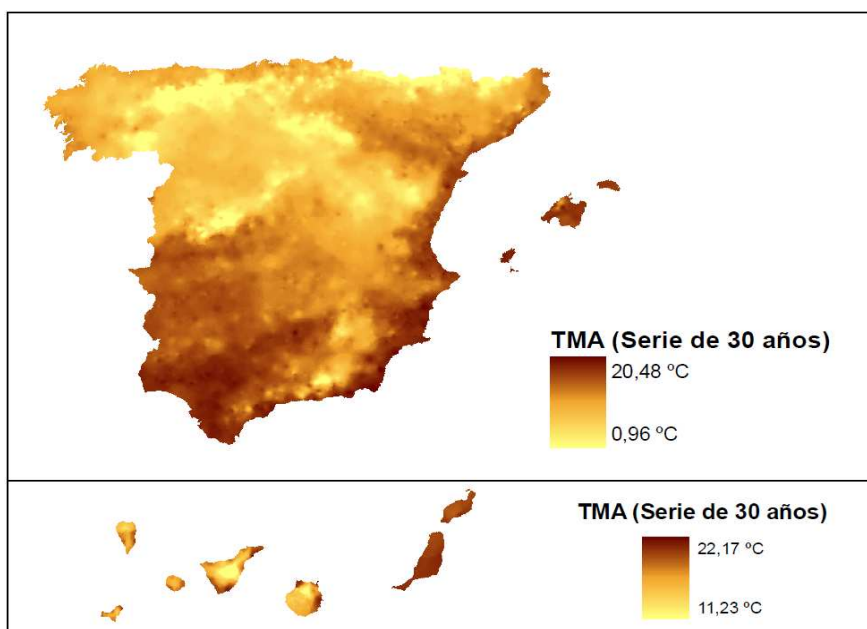 TMA (Serie de 30 años)
20,48 ºC
0,96 ºC
TMA (Serie de 30 años)
22,17 ºC
11,23 ºC